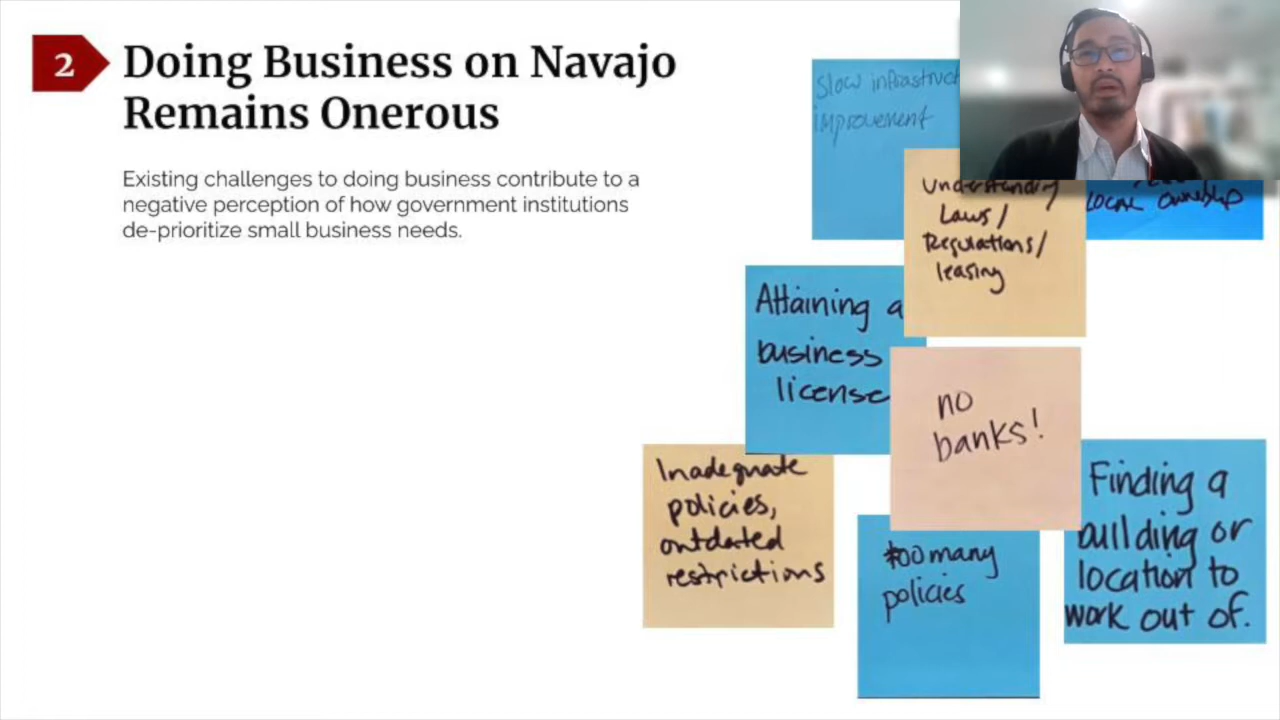 2
Doing Business on Navajo
Remains Onerous
Existing challenges to doing business contribute to a
negative perception of how government institutions
de-prioritize small business needs.
Slow
improvement
Understanding
Laws/
Regulations/
leasing
Local ownership
Attaining a
business
license
no
banks!
Inadequate
policies,
outdated
restrictions
too many
policies
Finding a
building or
location to
work out of.